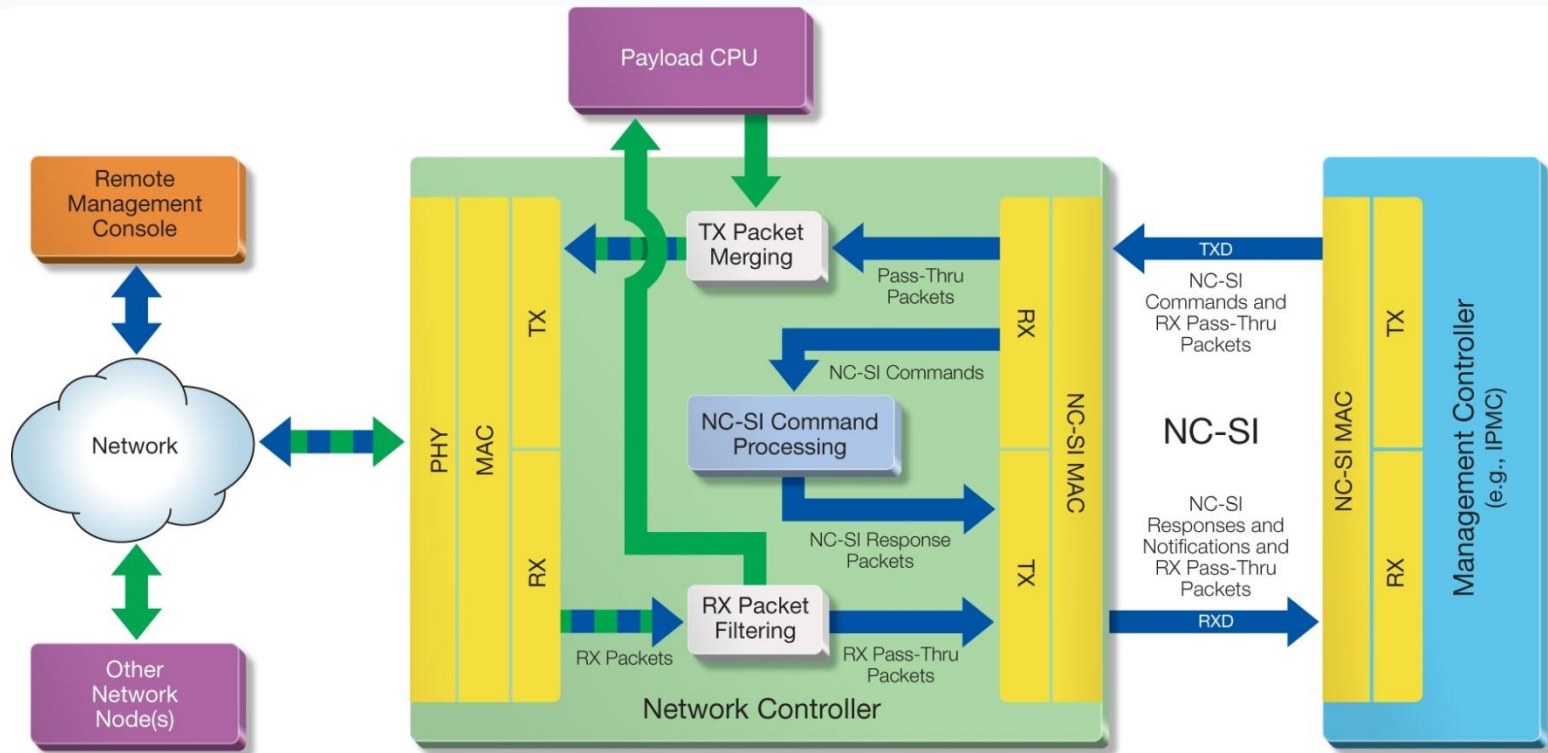 Payload CPU
Remote
Management
Console
Network
Other
Network
Node(s)
PHY
MAC
TX
RX
TX Packet
Merging
Pass-Thru
Packets
NC-SI Commands
NC-SI Command
Processing
NC-SI Response
Packets
RX Packets
RX Packet
Filtering
RX Pass-Thru
Packets
Network Controller
RX
TX
NC-SI MAC
TXD
NC-SI
Commands and
RX Pass-Thru
Packets
NC-SI
NC-SI
Responses and
Notifications and
RX Pass-Thru
Packets
RXD
NC-SI MAC
TX
RX
Management Controller
(e.g., IPMC)